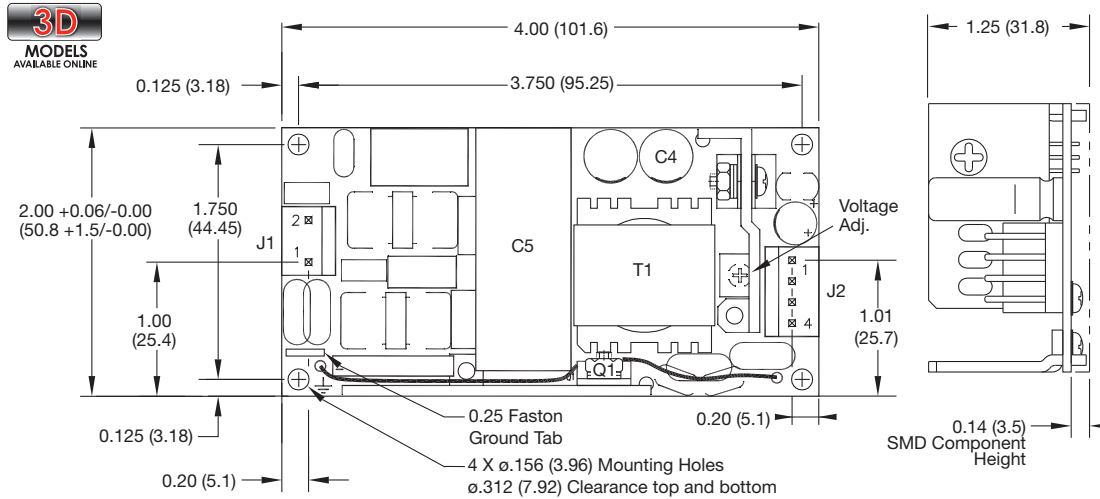 3D
MODELS
AVAILABLE ONLINE
4.00 (101.6)
1.25 (31.8)
0.125 (3.18)
3.750 (95.25)
2.00 +0.06/-0.00
(50.8 +1.5/-0.00)
1.750
(44.45)
J1
2
1
1.00
(25.4)
C5
C4
T1
Q1
Voltage
Adj.
1
J2
4
1.01
(25.7)
0.125 (3.18)
0.20 (5.1)
0.25 Faston
Ground Tab
4 X ø.156 (3.96) Mounting Holes
ø.312 (7.92) Clearance top and bottom
0.20 (5.1)
0.14 (3.5)
SMD Component
Height